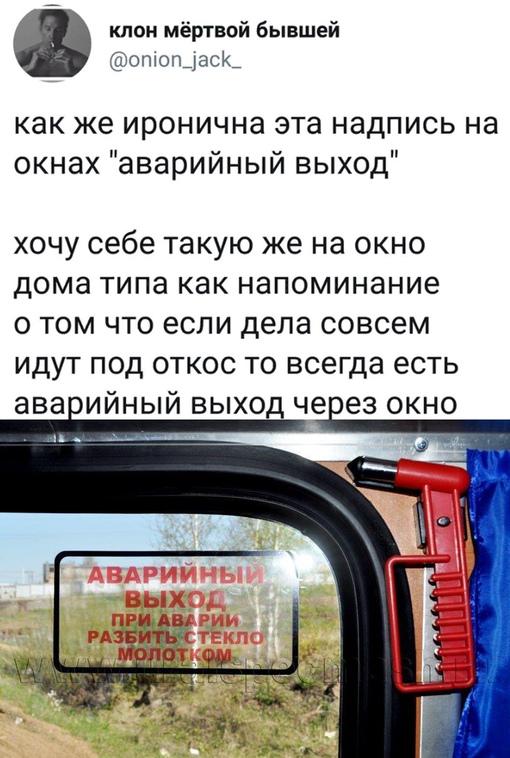 клон мёртвой бывшей
@onion_jack_
как же иронична эта надпись на
окнах "аварийный выход"
хочу себе такую же на окно
дома типа как напоминание
о том что если дела совсем
идут под откос то всегда есть
аварийный выход через окно
АВАРИЙНЫЙ
ВЫХОД
ПРИ АВАРИИ
РАЗБИТЬ СТЕКЛО
МОЛОТКОМ